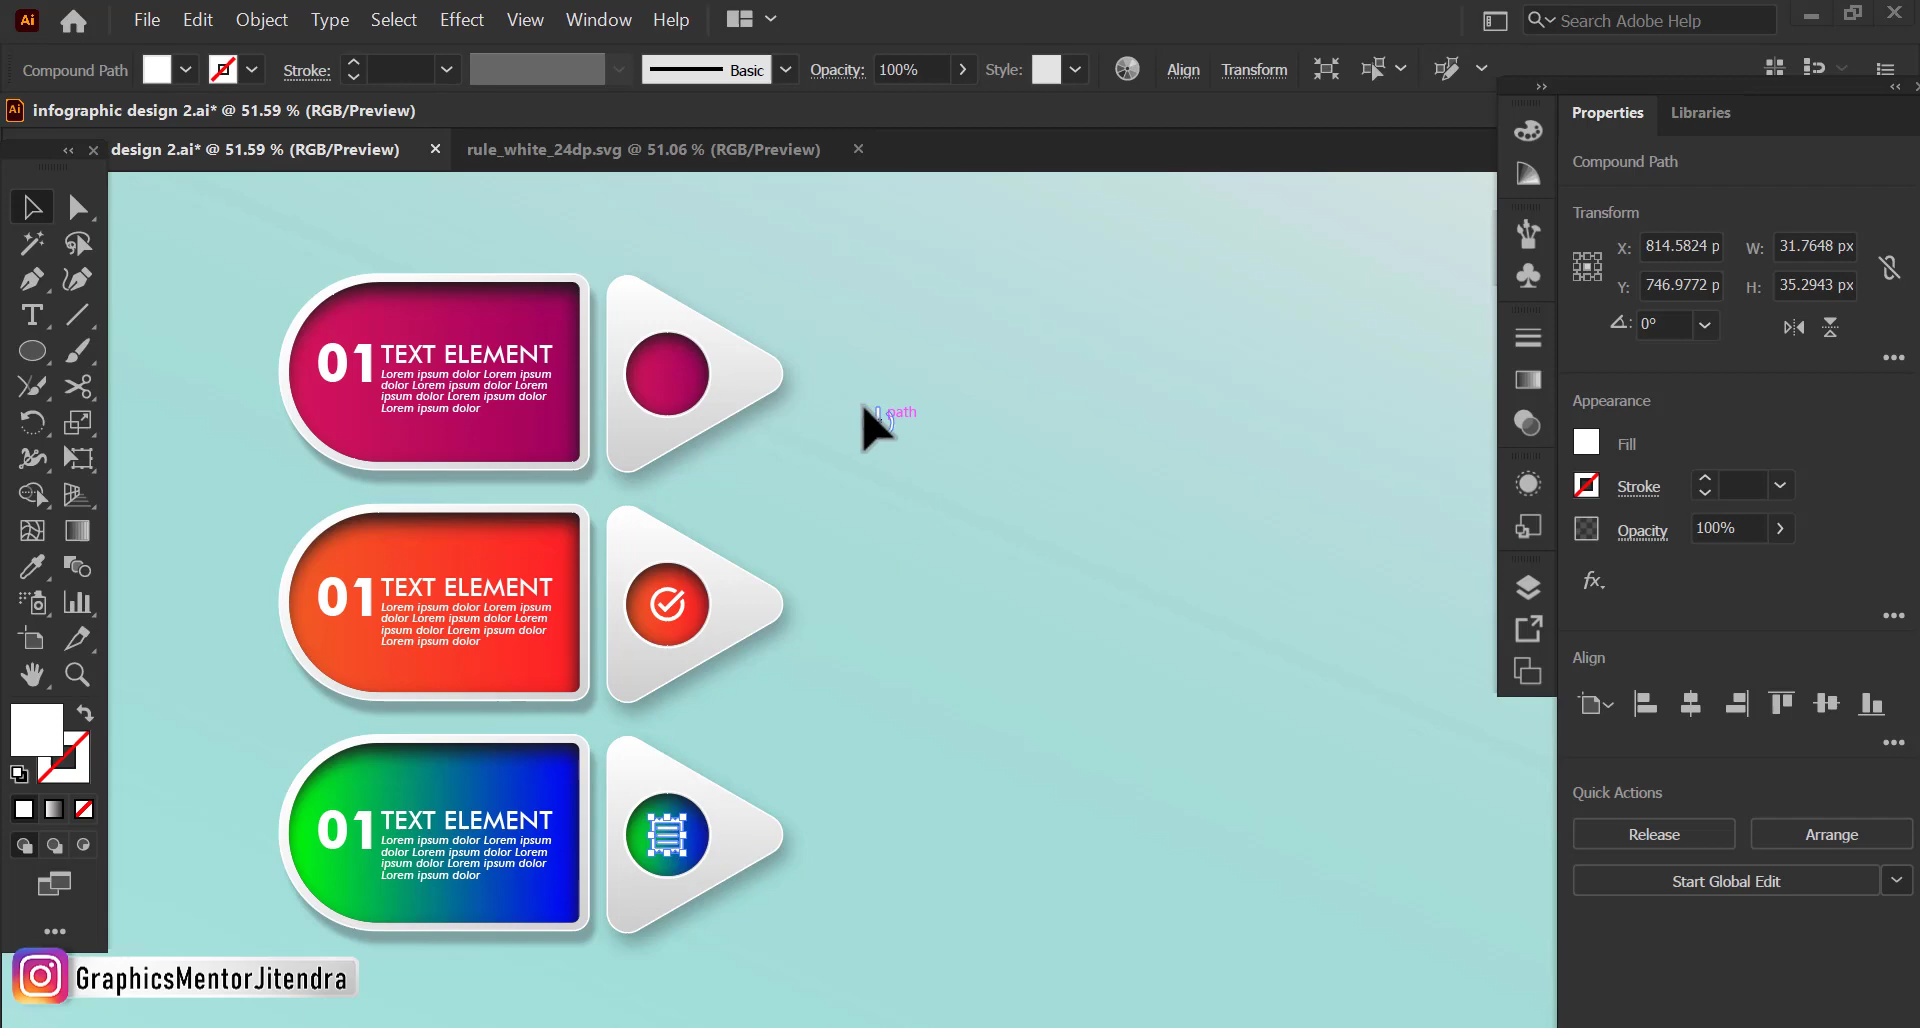 Ai File Edit Object Type Select Effect View Window Help Search Adobe Help
Compound Path Stroke: Basic Opacity: 100% Style: Align Transform
Ai infographic design 2.ai* @ 51.59 % (RGB/Preview)
design 2.ai* @ 51.59 % (RGB/Preview) rule_white_24dp.svg @ 51.06 % (RGB/Preview)
Properties Libraries
Compound Path
Transform
X: 814.5824 p W: 31.7648 px
Y: 746.9772 p H: 35.2943 px
0°
Appearance
Fill
Stroke
Opacity 100%
fx.
Align
Quick Actions
Release Arrange
Start Global Edit
path
01 TEXT ELEMENT
Lorem ipsum dolor Lorem ipsum
dolor Lorem ipsum dolor Lorem
ipsum dolor Lorem ipsum dolor
Lorem ipsum dolor
01 TEXT ELEMENT
Lorem ipsum dolor Lorem ipsum
dolor Lorem ipsum dolor Lorem
ipsum dolor Lorem ipsum dolor
Lorem ipsum dolor
01 TEXT ELEMENT
Lorem ipsum dolor Lorem ipsum
dolor Lorem ipsum dolor Lorem
ipsum dolor Lorem ipsum dolor
Lorem ipsum dolor
GraphicsMentorJitendra